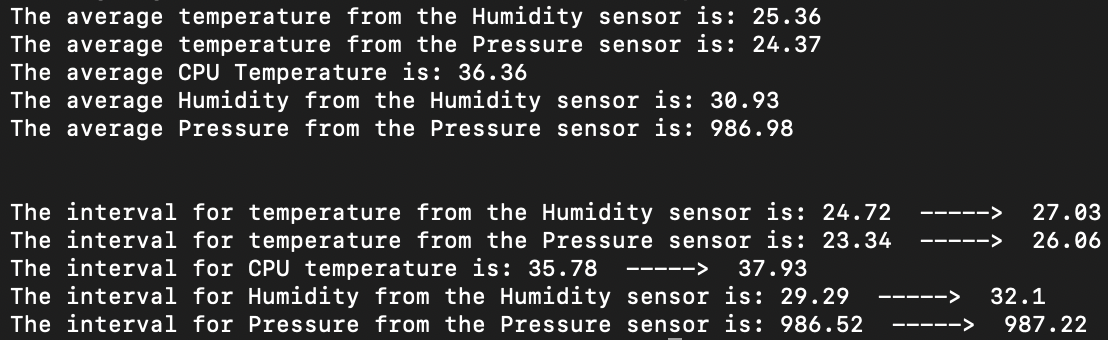 The average temperature from the Humidity sensor is: 25.36
The average temperature from the Pressure sensor is: 24.37
The average CPU Temperature is: 36.36
The average Humidity from the Humidity sensor is: 30.93
The average Pressure from the Pressure sensor is: 986.98
The interval for temperature from the Humidity sensor is: 24.72  ----->  27.03
The interval for temperature from the Pressure sensor is: 23.34  ----->  26.06
The interval for CPU temperature is: 35.78  ----->  37.93
The interval for Humidity from the Humidity sensor is: 29.29  ----->  32.1
The interval for Pressure from the Pressure sensor is: 986.52  ----->  987.22